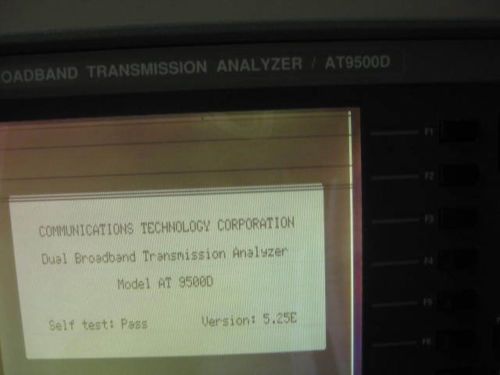 OADBAND TRANSMISSION ANALYZER / AT9500D
F1
F2
F3
F4
F5
F6
COMMUNICATIONS TECHNOLOGY CORPORATION
Dual Broadband Transmission Analyzer
Model AT 9500D
Self test: Pass Version: 5.25E